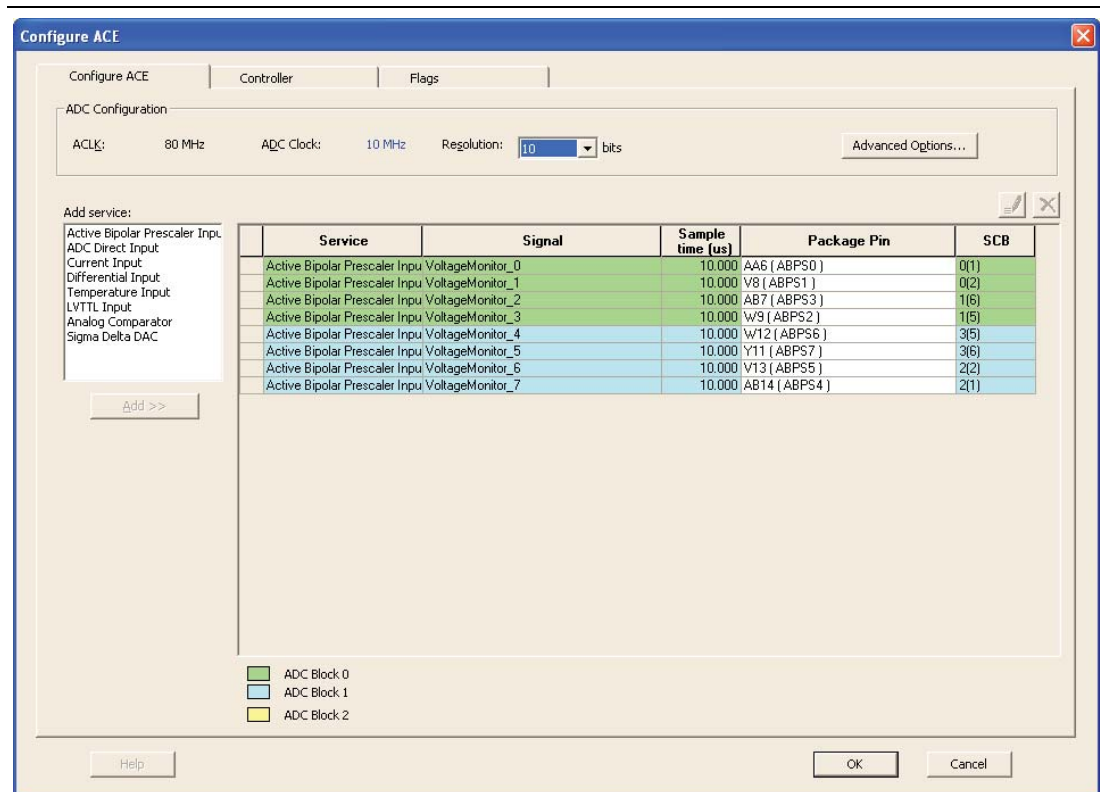 Configure ACE
Configure ACE Controller Flags
ADC Configuration
ACLK: 80 MHz ADC Clock: 10 MHz Resolution: 10 bits Advanced Options...
Add service:
Active Bipolar Prescaler Inpu
ADC Direct Input
Current Input
Differential Input
Temperature Input
LVTTL Input
Analog Comparator
Sigma Delta DAC
Add >>
Service Signal Sample time (us) Package Pin SCB
Active Bipolar Prescaler Inpu VoltageMonitor_0 10.000 AA6 ( ABPS0 ) 0(1)
Active Bipolar Prescaler Inpu VoltageMonitor_1 10.000 V8 ( ABPS1 ) 0(2)
Active Bipolar Prescaler Inpu VoltageMonitor_2 10.000 AB7 ( ABPS3 ) 1(6)
Active Bipolar Prescaler Inpu VoltageMonitor_3 10.000 W9 ( ABPS2 ) 1(5)
Active Bipolar Prescaler Inpu VoltageMonitor_4 10.000 W12 ( ABPS6 ) 3(5)
Active Bipolar Prescaler Inpu VoltageMonitor_5 10.000 Y11 ( ABPS7 ) 3(6)
Active Bipolar Prescaler Inpu VoltageMonitor_6 10.000 V13 ( ABPS5 ) 2(2)
Active Bipolar Prescaler Inpu VoltageMonitor_7 10.000 AB14 ( ABPS4 ) 2(1)
ADC Block 0
ADC Block 1
ADC Block 2
Help OK Cancel